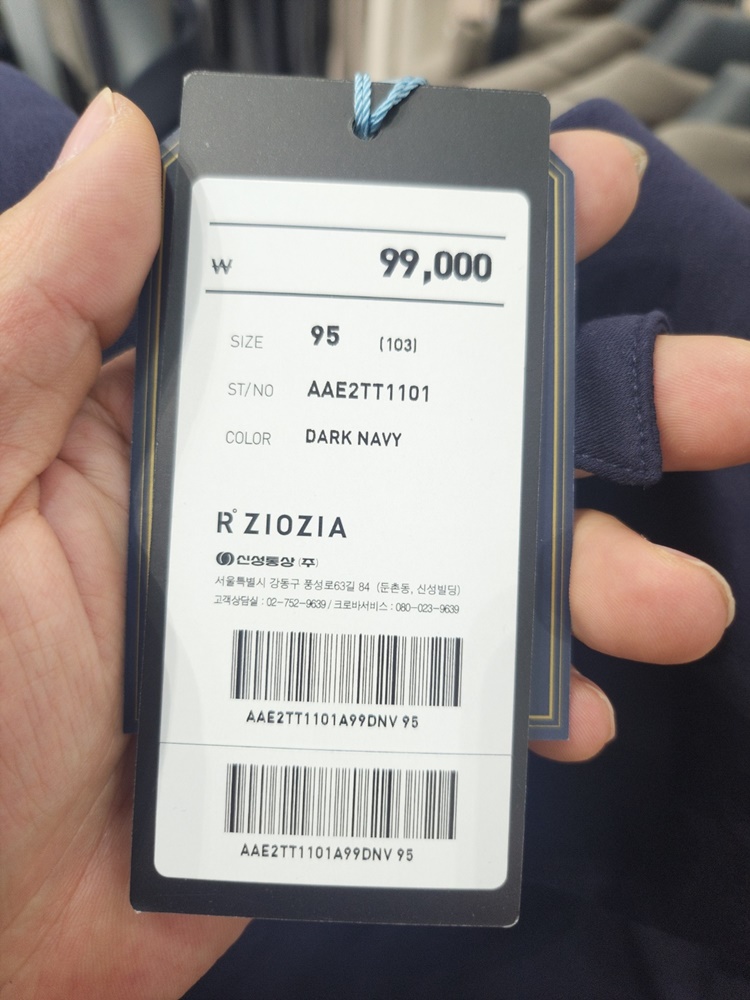 ₩ 99,000
SIZE 95 (103)
ST/NO AAE2TT1101
COLOR DARK NAVY
R° ZIOZIA
신성통상 (주)
서울특별시 강동구 풍성로63길 84 (둔촌동, 신성빌딩)
고객상담실 : 02-752-9639 / 크로바서비스 : 080-023-9639
AAE2TT1101A99DNV 95
AAE2TT1101A99DNV 95